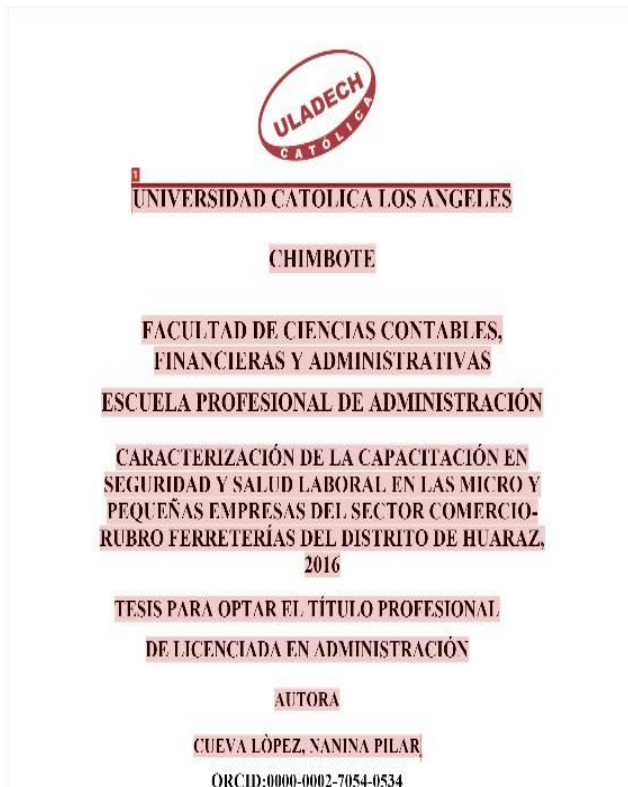 ULADECH
CATÓLICA
1
UNIVERSIDAD CATOLICA LOS ANGELES
CHIMBOTE
FACULTAD DE CIENCIAS CONTABLES,
FINANCIERAS Y ADMINISTRATIVAS
ESCUELA PROFESIONAL DE ADMINISTRACIÓN
CARACTERIZACIÓN DE LA CAPACITACIÓN EN
SEGURIDAD Y SALUD LABORAL EN LAS MICRO Y
PEQUEÑAS EMPRESAS DEL SECTOR COMERCIO-
RUBRO FERRETERÍAS DEL DISTRITO DE HUARAZ,
2016
TESIS PARA OPTAR EL TÍTULO PROFESIONAL
DE LICENCIADA EN ADMINISTRACIÓN
AUTORA
CUEVA LÒPEZ, NANINA PILAR
ORCID:0000-0002-7054-0534